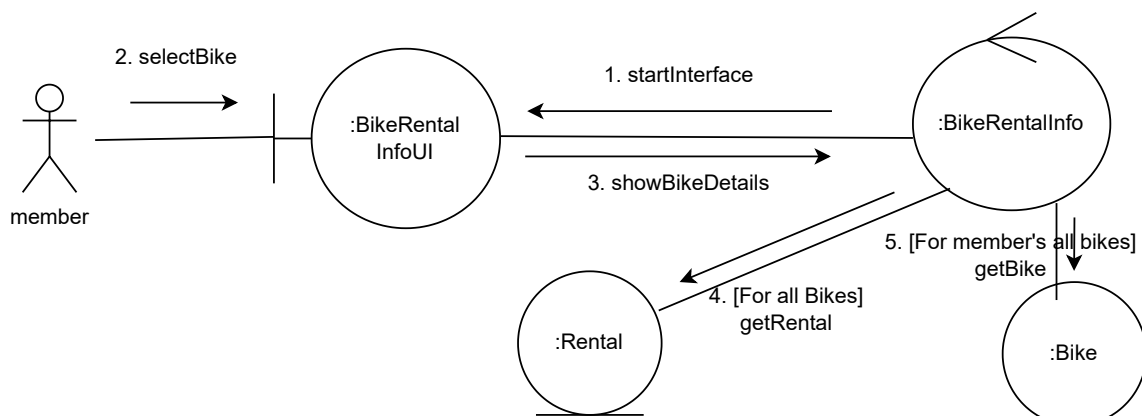 2. selectBike
1. startInterface
:BikeRental
InfoUI
:BikeRentalInfo
3. showBikeDetails
member
5. [For member's all bikes]
getBike
4. [For all Bikes]
getRental
:Rental
:Bike